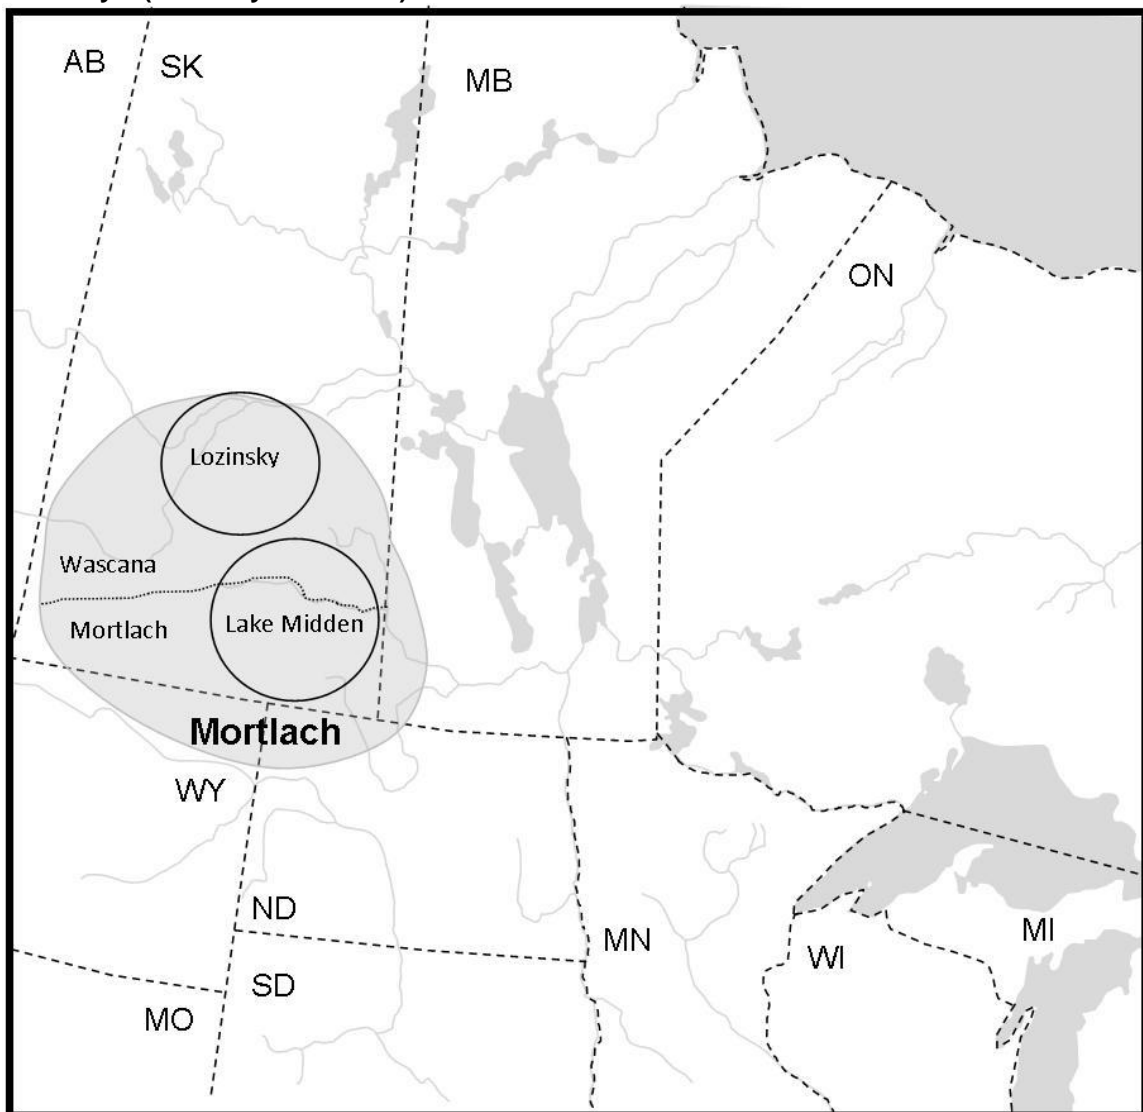 AB
SK
MB
ON
Lozinsky
Wascana
Mortlach
Lake Midden
Mortlach
WY
ND
MN
WI
MI
SD
MO